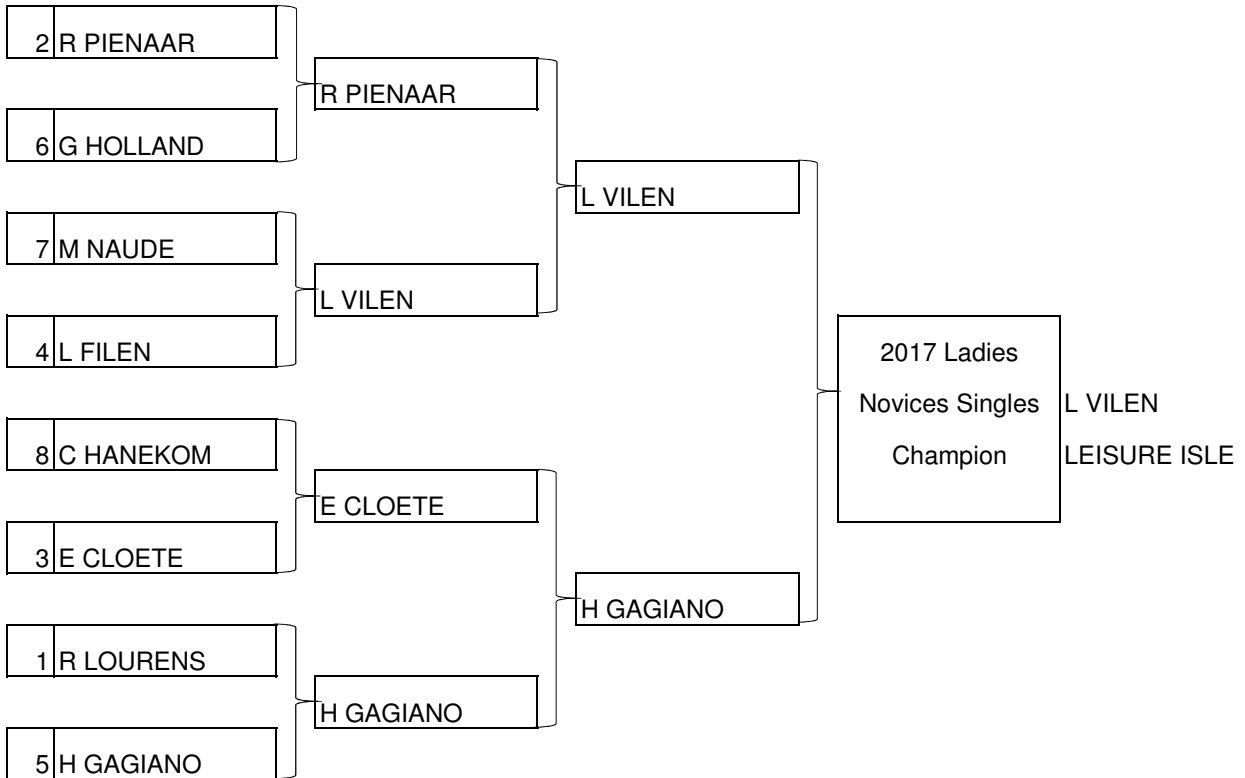 2 R PIENAAR
R PIENAAR
6 G HOLLAND
L VILEN
7 M NAUDE
L VILEN
4 L FILEN
2017 Ladies
Novices Singles
Champion
L VILEN
LEISURE ISLE
8 C HANEKOM
E CLOETE
3 E CLOETE
H GAGIANO
1 R LOURENS
H GAGIANO
5 H GAGIANO